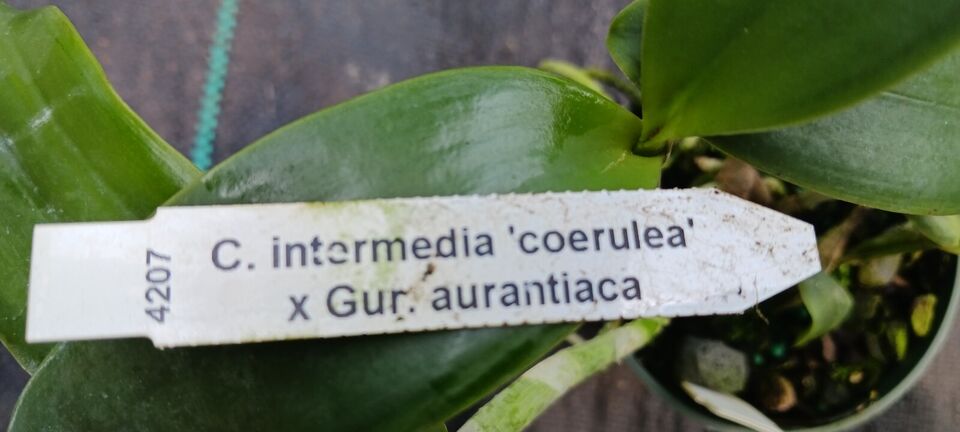 4207
C. intermedia 'coerulea'
x Gur. aurantiaca